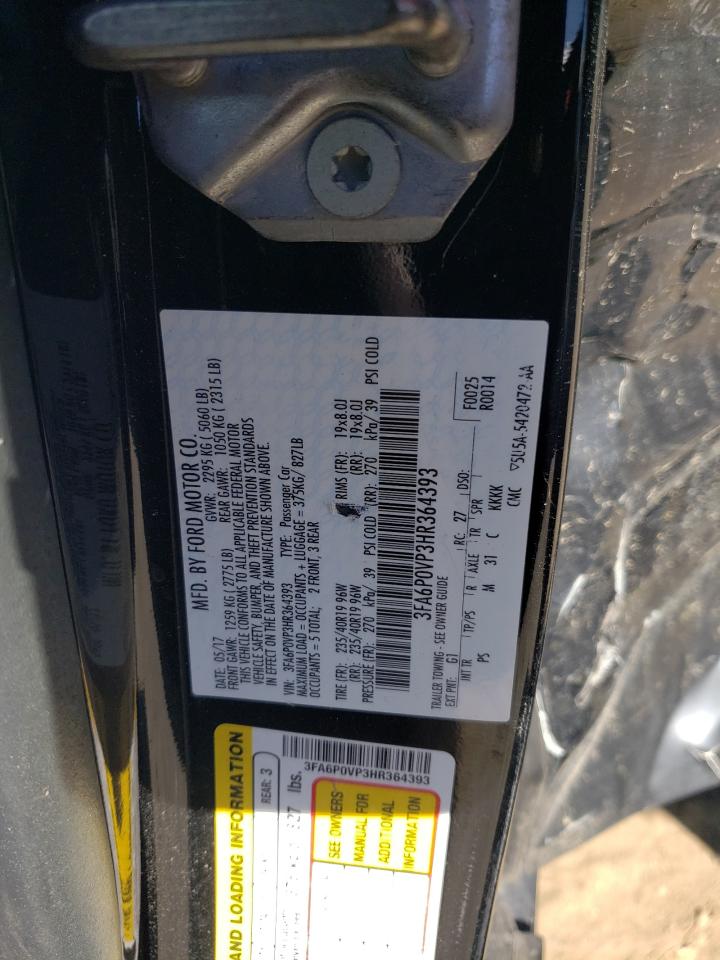 MFD. BY FORD MOTOR CO.
DATE: 05/17 GVWR: 2295 KG ( 5060 LB)
FRONT GAWR: 1259 KG ( 2775 LB) REAR GAWR: 1050 KG ( 2315 LB)
THIS VEHICLE CONFORMS TO ALL APPLICABLE FEDERAL MOTOR
VEHICLE SAFETY, BUMPER, AND THEFT PREVENTION STANDARDS
IN EFFECT ON THE DATE OF MANUFACTURE SHOWN ABOVE.
VIN: 3FA6P0VP3HR364393 TYPE: Passenger Car
MAXIMUM LOAD = OCCUPANTS + LUGGAGE = 375KG/ 827LB
OCCUPANTS = 5 TOTAL; 2 FRONT, 3 REAR
TIRE (FR): 235/40R19 96W RIMS (FR): 19x8.0J
(RR): 235/40R19 96W (RR): 19x8.0J
PRESSURE (FR): 270 kPa/ 39 PSI COLD (RR): 270 kPa/ 39 PSI COLD
3FA6P0VP3HR364393
TRAILER TOWING - SEE OWNER GUIDE F0025
EXT PNT: G1 RC: 27 DSO: R0014
INT TR TP/PS R AXLE TR SPR
PS M 31 C KKKK
CMC ▽5U5A-5420472-AA
AND LOADING INFORMATION
REAR: 3
827 lbs.
3FA6P0VP3HR364393
SEE OWNERS
MANUAL FOR
ADDITIONAL
INFORMATION